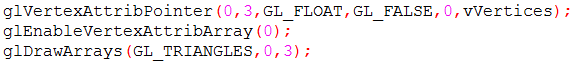 glVertexAttribPointer(0,3,GL_FLOAT,GL_FALSE,0,vVertices);
glEnableVertexAttribArray(0);
glDrawArrays(GL_TRIANGLES,0,3);